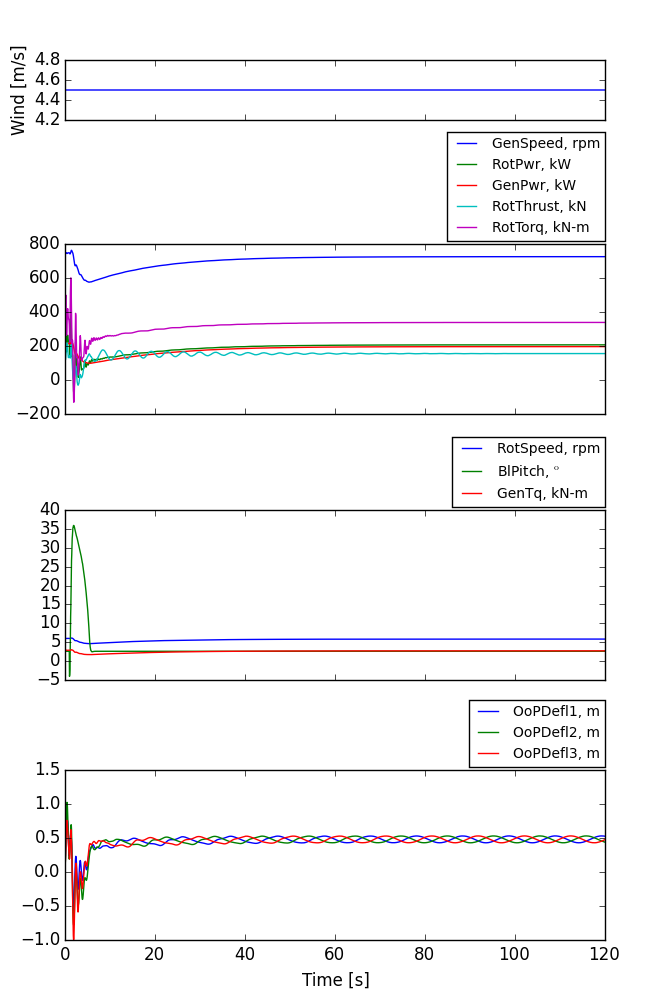 Wind [m/s]
4.8
4.6
4.4
4.2
GenSpeed, rpm
RotPwr, kW
GenPwr, kW
RotThrust, kN
RotTorq, kN-m
800
600
400
200
0
−200
RotSpeed, rpm
BlPitch, °
GenTq, kN-m
40
35
30
25
20
15
10
5
0
−5
OoPDefl1, m
OoPDefl2, m
OoPDefl3, m
1.5
1.0
0.5
0.0
−0.5
−1.0
0 20 40 60 80 100 120
Time [s]